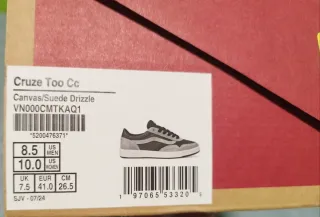 Cruze Too Cc
Canvas/Suede Drizzle
VN000CMTKAQ1
*5200476371*
8.5 US MEN
10.0 US WOMEN
UK EUR CM
7.5 41.0 26.5
SJV - 07/24
1 97065 53320